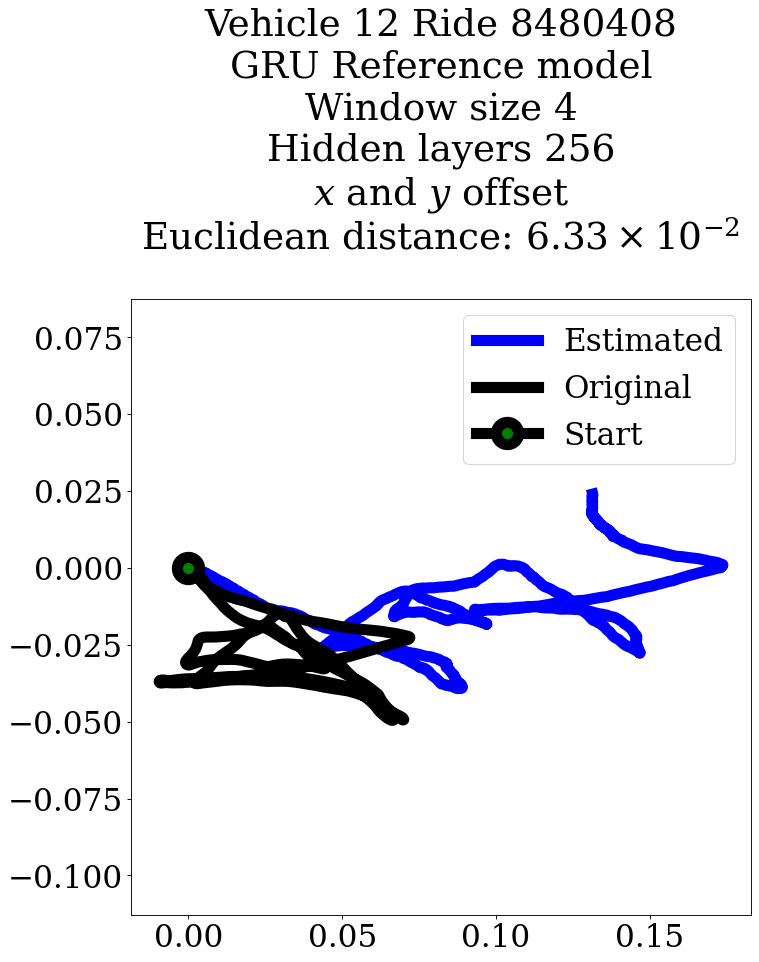 Vehicle 12 Ride 8480408
GRU Reference model
Window size 4
Hidden layers 256
x and y offset
Euclidean distance: 6.33 × 10⁻²
Estimated
Original
Start
0.075
0.050
0.025
0.000
−0.025
−0.050
−0.075
−0.100
0.00 0.05 0.10 0.15